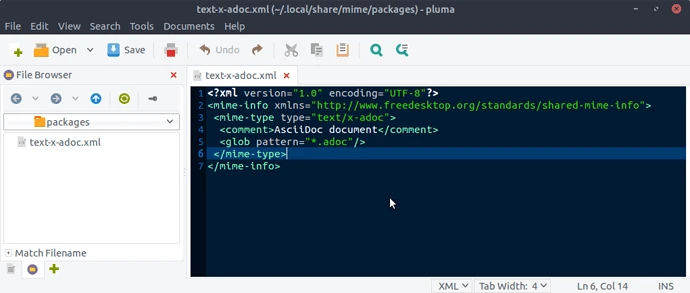 text-x-adoc.xml (~/.local/share/mime/packages) - pluma
File Edit View Search Tools Documents Help
Open Save Undo
File Browser
text-x-adoc.xml
packages
text-x-adoc.xml
Match Filename
1 <?xml version="1.0" encoding="UTF-8"?>
2 <mime-info xmlns="http://www.freedesktop.org/standards/shared-mime-info">
3 <mime-type type="text/x-adoc">
4 <comment>AsciiDoc document</comment>
5 <glob pattern="*.adoc"/>
6 </mime-type>
7 </mime-info>
XML Tab Width: 4 Ln 6, Col 14 INS